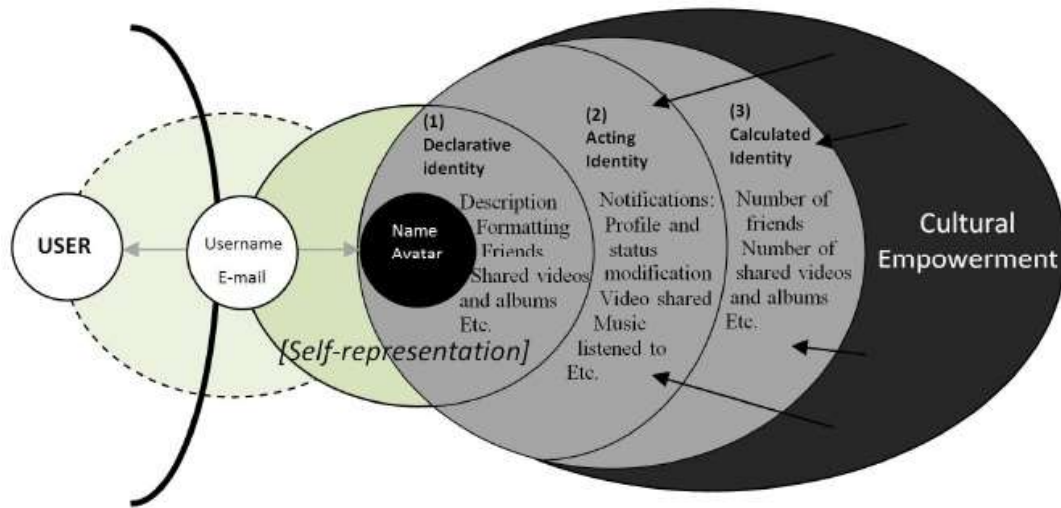 USER
Username
E-mail
Name
Avatar
(1)
Declarative
identity
Description
Formatting
Friends
Shared videos
and albums
Etc.
[Self-representation]
(2)
Acting
Identity
Notifications:
Profile and
status
modification
Video shared
Music
listened to
Etc.
(3)
Calculated
Identity
Number of
friends
Number of
shared videos
and albums
Etc.
Cultural
Empowerment